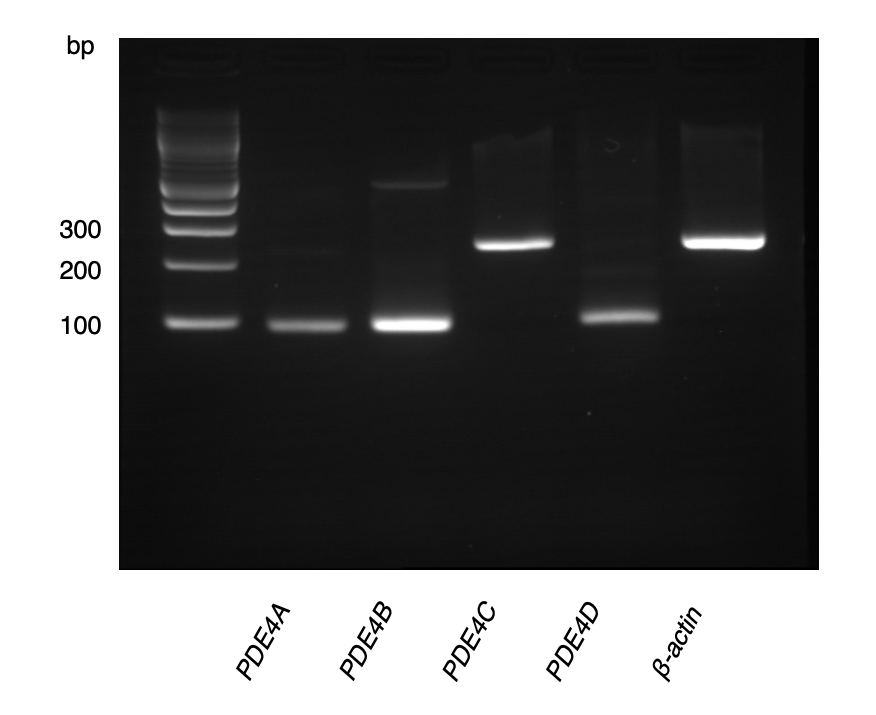 bp
300
200
100
PDE4A
PDE4B
PDE4C
PDE4D
β-actin